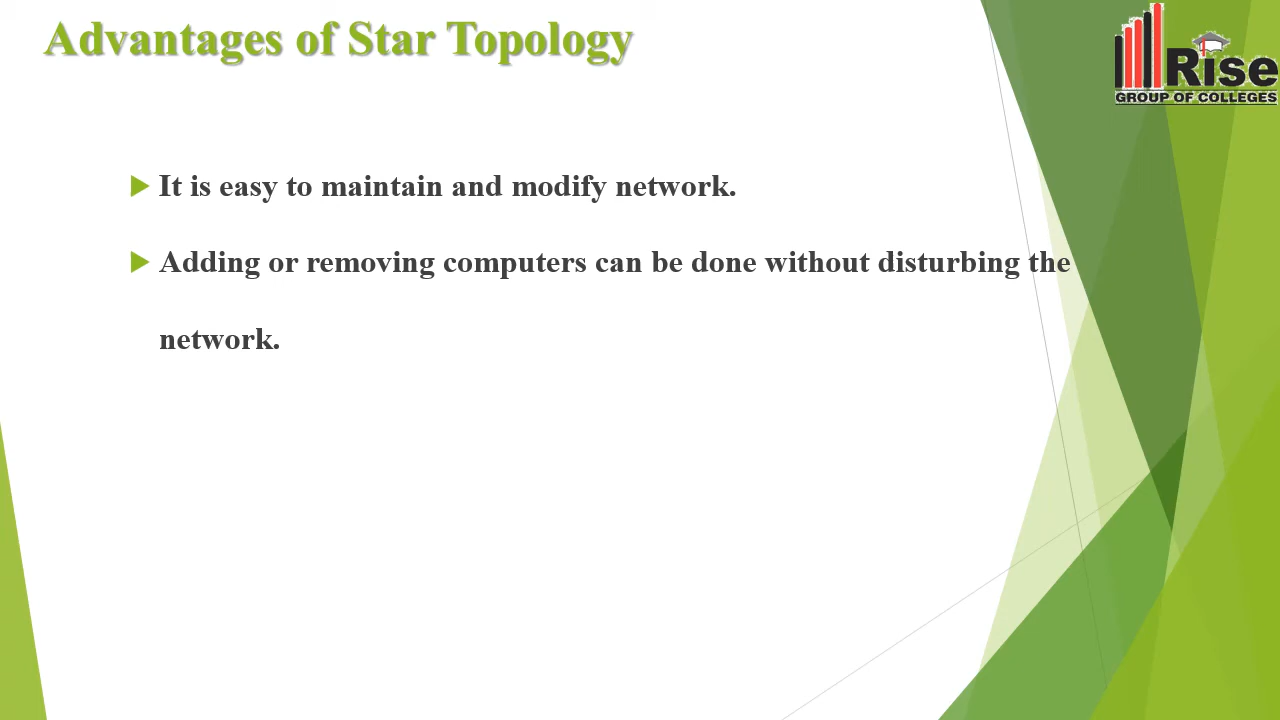 Advantages of Star Topology
Rise
GROUP OF COLLEGES
It is easy to maintain and modify network.
Adding or removing computers can be done without disturbing the
network.